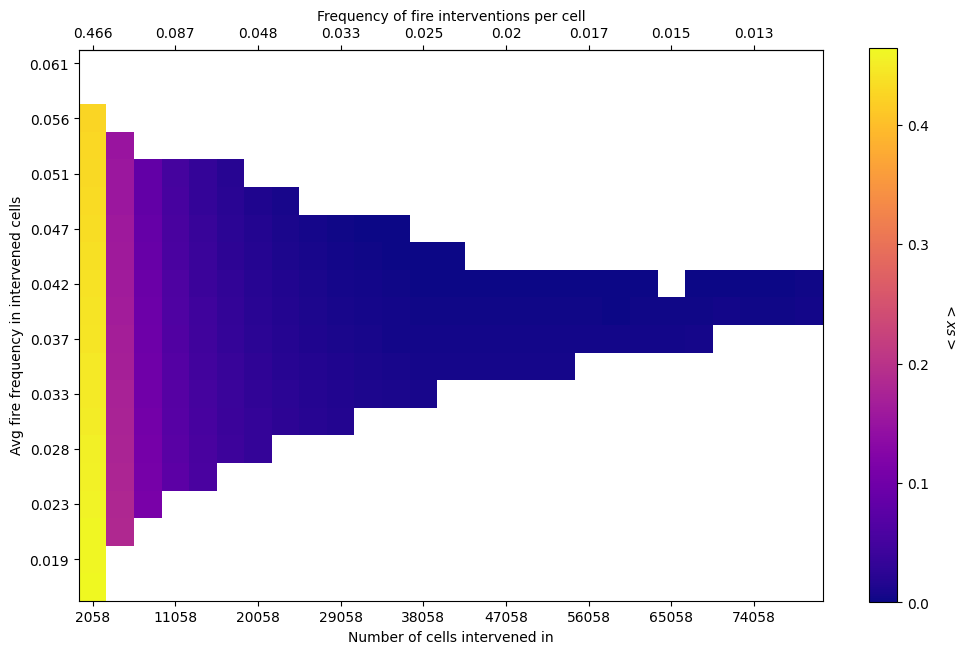 Frequency of fire interventions per cell
0.466 0.087 0.048 0.033 0.025 0.02 0.017 0.015 0.013
0.061
0.056
0.051
0.047
0.042
0.037
0.033
0.028
0.023
0.019
Avg fire frequency in intervened cells
2058 11058 20058 29058 38058 47058 56058 65058 74058
Number of cells intervened in
0.4
0.3
0.2
0.1
0.0
<sx>